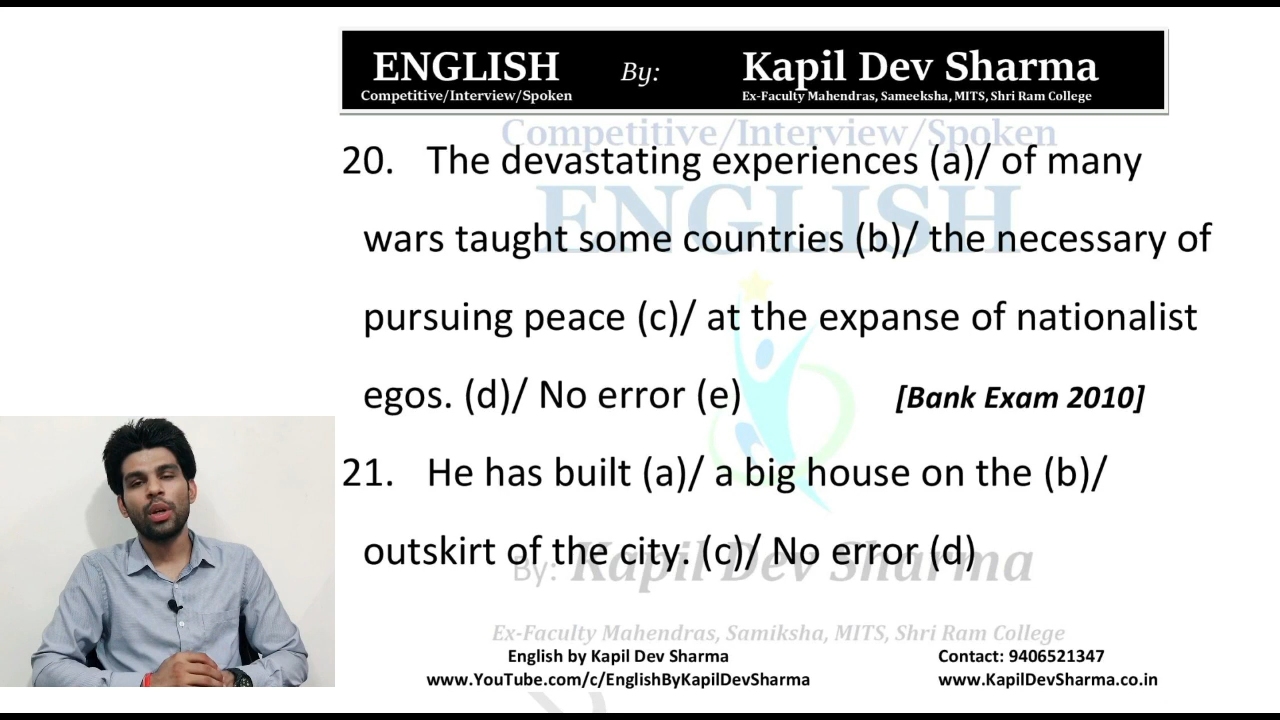 ENGLISH By: Kapil Dev Sharma
Competitive/Interview/Spoken Ex-Faculty Mahendras, Sameeksha, MITS, Shri Ram College
Competitive/Interview/Spoken
20. The devastating experiences (a)/ of many
ENGLISH
wars taught some countries (b)/ the necessary of
pursuing peace (c)/ at the expanse of nationalist
egos. (d)/ No error (e) [Bank Exam 2010]
21. He has built (a)/ a big house on the (b)/
outskirt of the city. (c)/ No error (d)
By: Kapil Dev Sharma
Ex-Faculty Mahendras, Samiksha, MITS, Shri Ram College
English by Kapil Dev Sharma Contact: 9406521347
www.YouTube.com/c/EnglishByKapilDevSharma www.KapilDevSharma.co.in